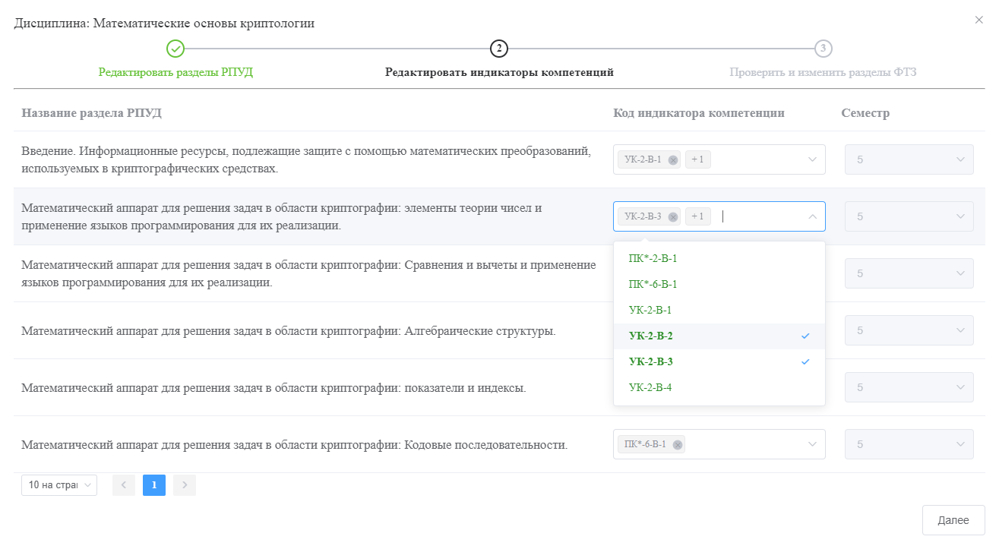 Дисциплина: Математические основы криптологии
2
3
Редактировать разделы РПУД
Редактировать индикаторы компетенций
Проверить и изменить разделы ФТЗ
Название раздела РПУД
Код индикатора компетенции
Семестр
Введение. Информационные ресурсы, подлежащие защите с помощью математических преобразований,
используемых в криптографических средствах.
УК-2-В-1
+ 1
5
Математический аппарат для решения задач в области криптографии: элементы теории чисел и
применение языков программирования для их реализации.
УК-2-В-3
+ 1
5
ПК*-2-В-1
ПК*-6-В-1
УК-2-В-1
УК-2-В-2
УК-2-В-3
УК-2-В-4
Математический аппарат для решения задач в области криптографии: Сравнения и вычеты и применение
языков программирования для их реализации.
5
Математический аппарат для решения задач в области криптографии: Алгебраические структуры.
5
Математический аппарат для решения задач в области криптографии: показатели и индексы.
5
Математический аппарат для решения задач в области криптографии: Кодовые последовательности.
ПК*-6-В-1
5
10 на стра
1
Далее